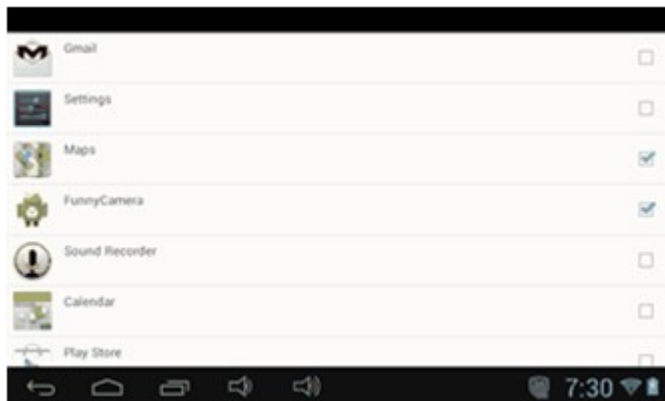 Gmail
Settings
Maps
FunnyCamera
Sound Recorder
Calendar
Play Store
7:30